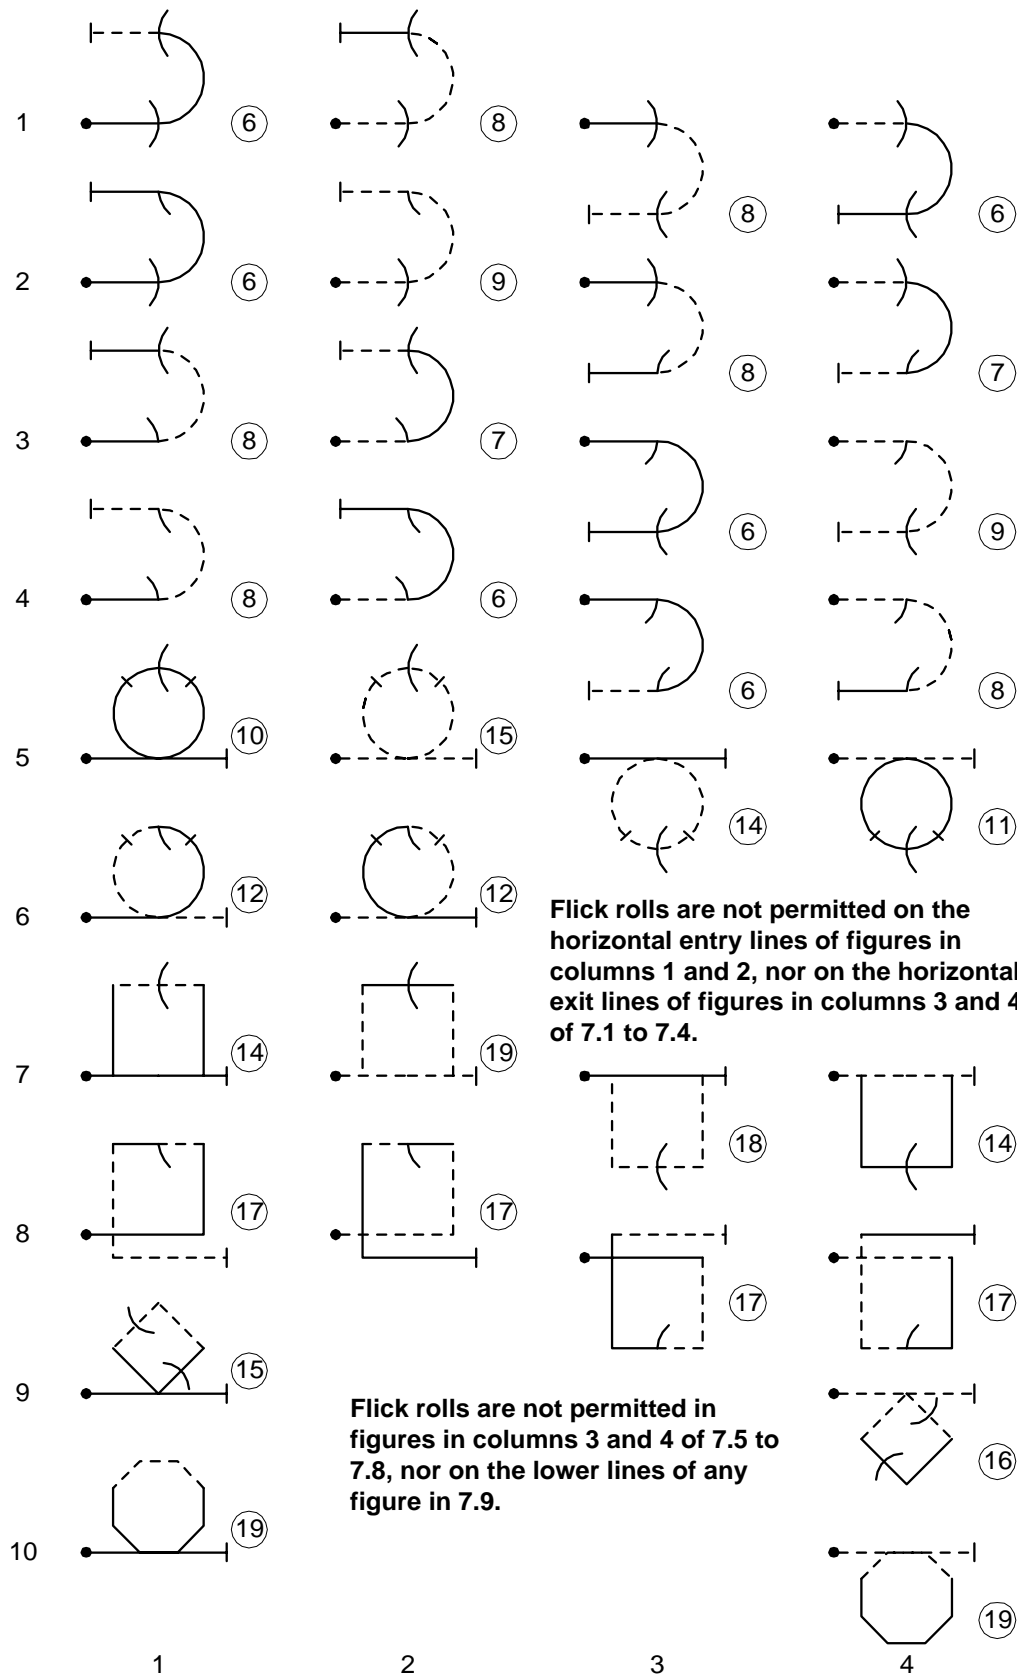 1 6 8
8 6
2 6 9
8 7
3 8 7
6 9
4 8 6
6 8
5 10 15
14 11
6 12 12
Flick rolls are not permitted on the
horizontal entry lines of figures in
columns 1 and 2, nor on the horizontal
exit lines of figures in columns 3 and 4
of 7.1 to 7.4.
7 14 19
18 14
8 17 17
17 17
9 15
Flick rolls are not permitted in
figures in columns 3 and 4 of 7.5 to
7.8, nor on the lower lines of any
figure in 7.9.
16
10 19
19
1 2 3 4